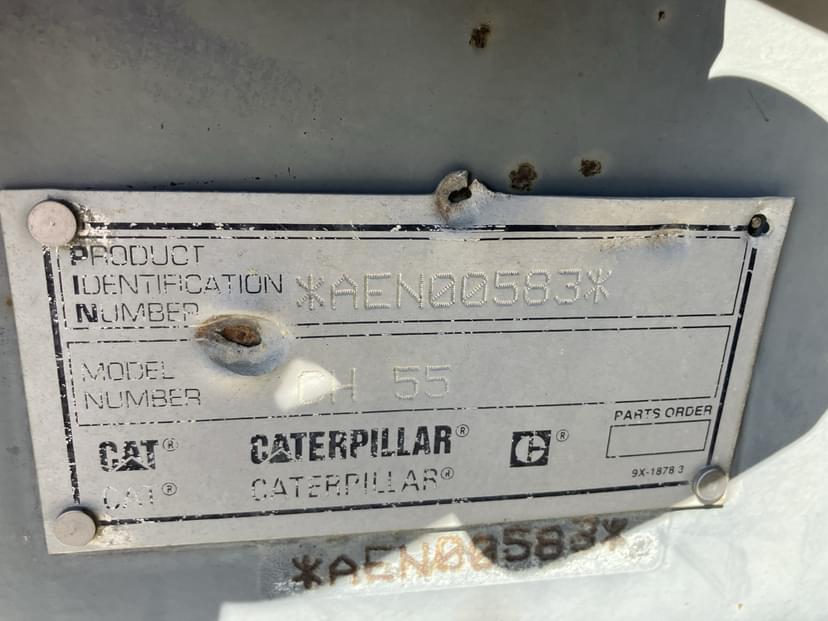 PRODUCT
IDENTIFICATION
NUMBER
*AEN00583*
MODEL
NUMBER
CH 55
PARTS ORDER
CAT® CATERPILLAR® C®
9X-1878 3
CAT® CATERPILLAR®
*AEN00583*